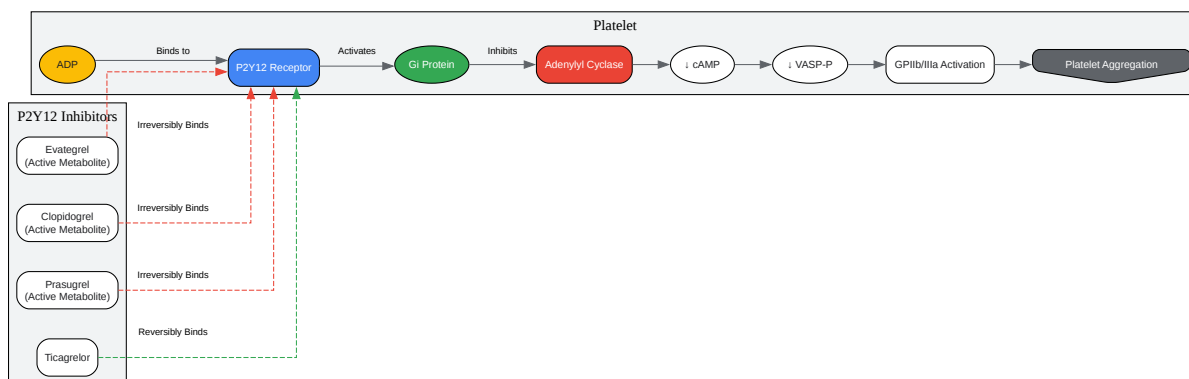 Platelet
Binds to
Activates
Inhibits
ADP
P2Y12 Receptor
Gi Protein
Adenylyl Cyclase
↓ cAMP
↓ VASP-P
GPIIb/IIIa Activation
Platelet Aggregation
P2Y12 Inhibitors
Irreversibly Binds
Evategrel
(Active Metabolite)
Irreversibly Binds
Clopidogrel
(Active Metabolite)
Irreversibly Binds
Prasugrel
(Active Metabolite)
Reversibly Binds
Ticagrelor